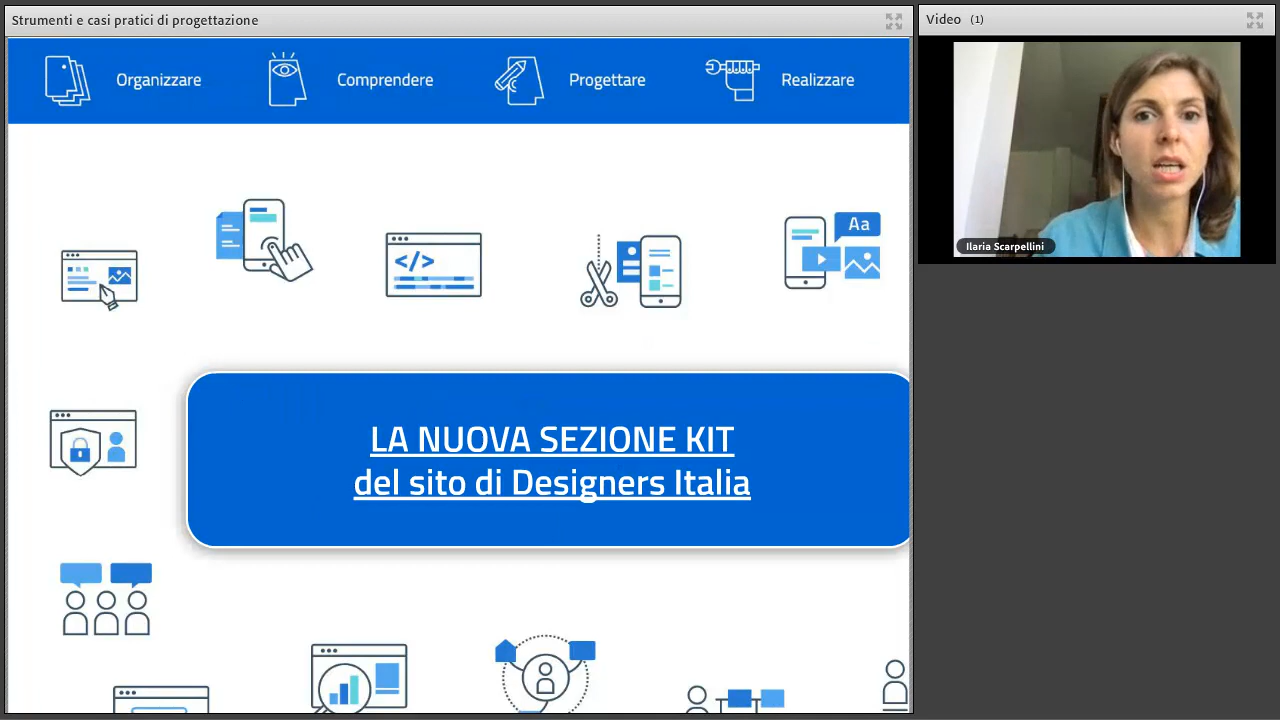 Strumenti e casi pratici di progettazione
Video (1)
Organizzare
Comprendere
Progettare
Realizzare
Aa
</>
LA NUOVA SEZIONE KIT
del sito di Designers Italia
Ilaria Scarpellini